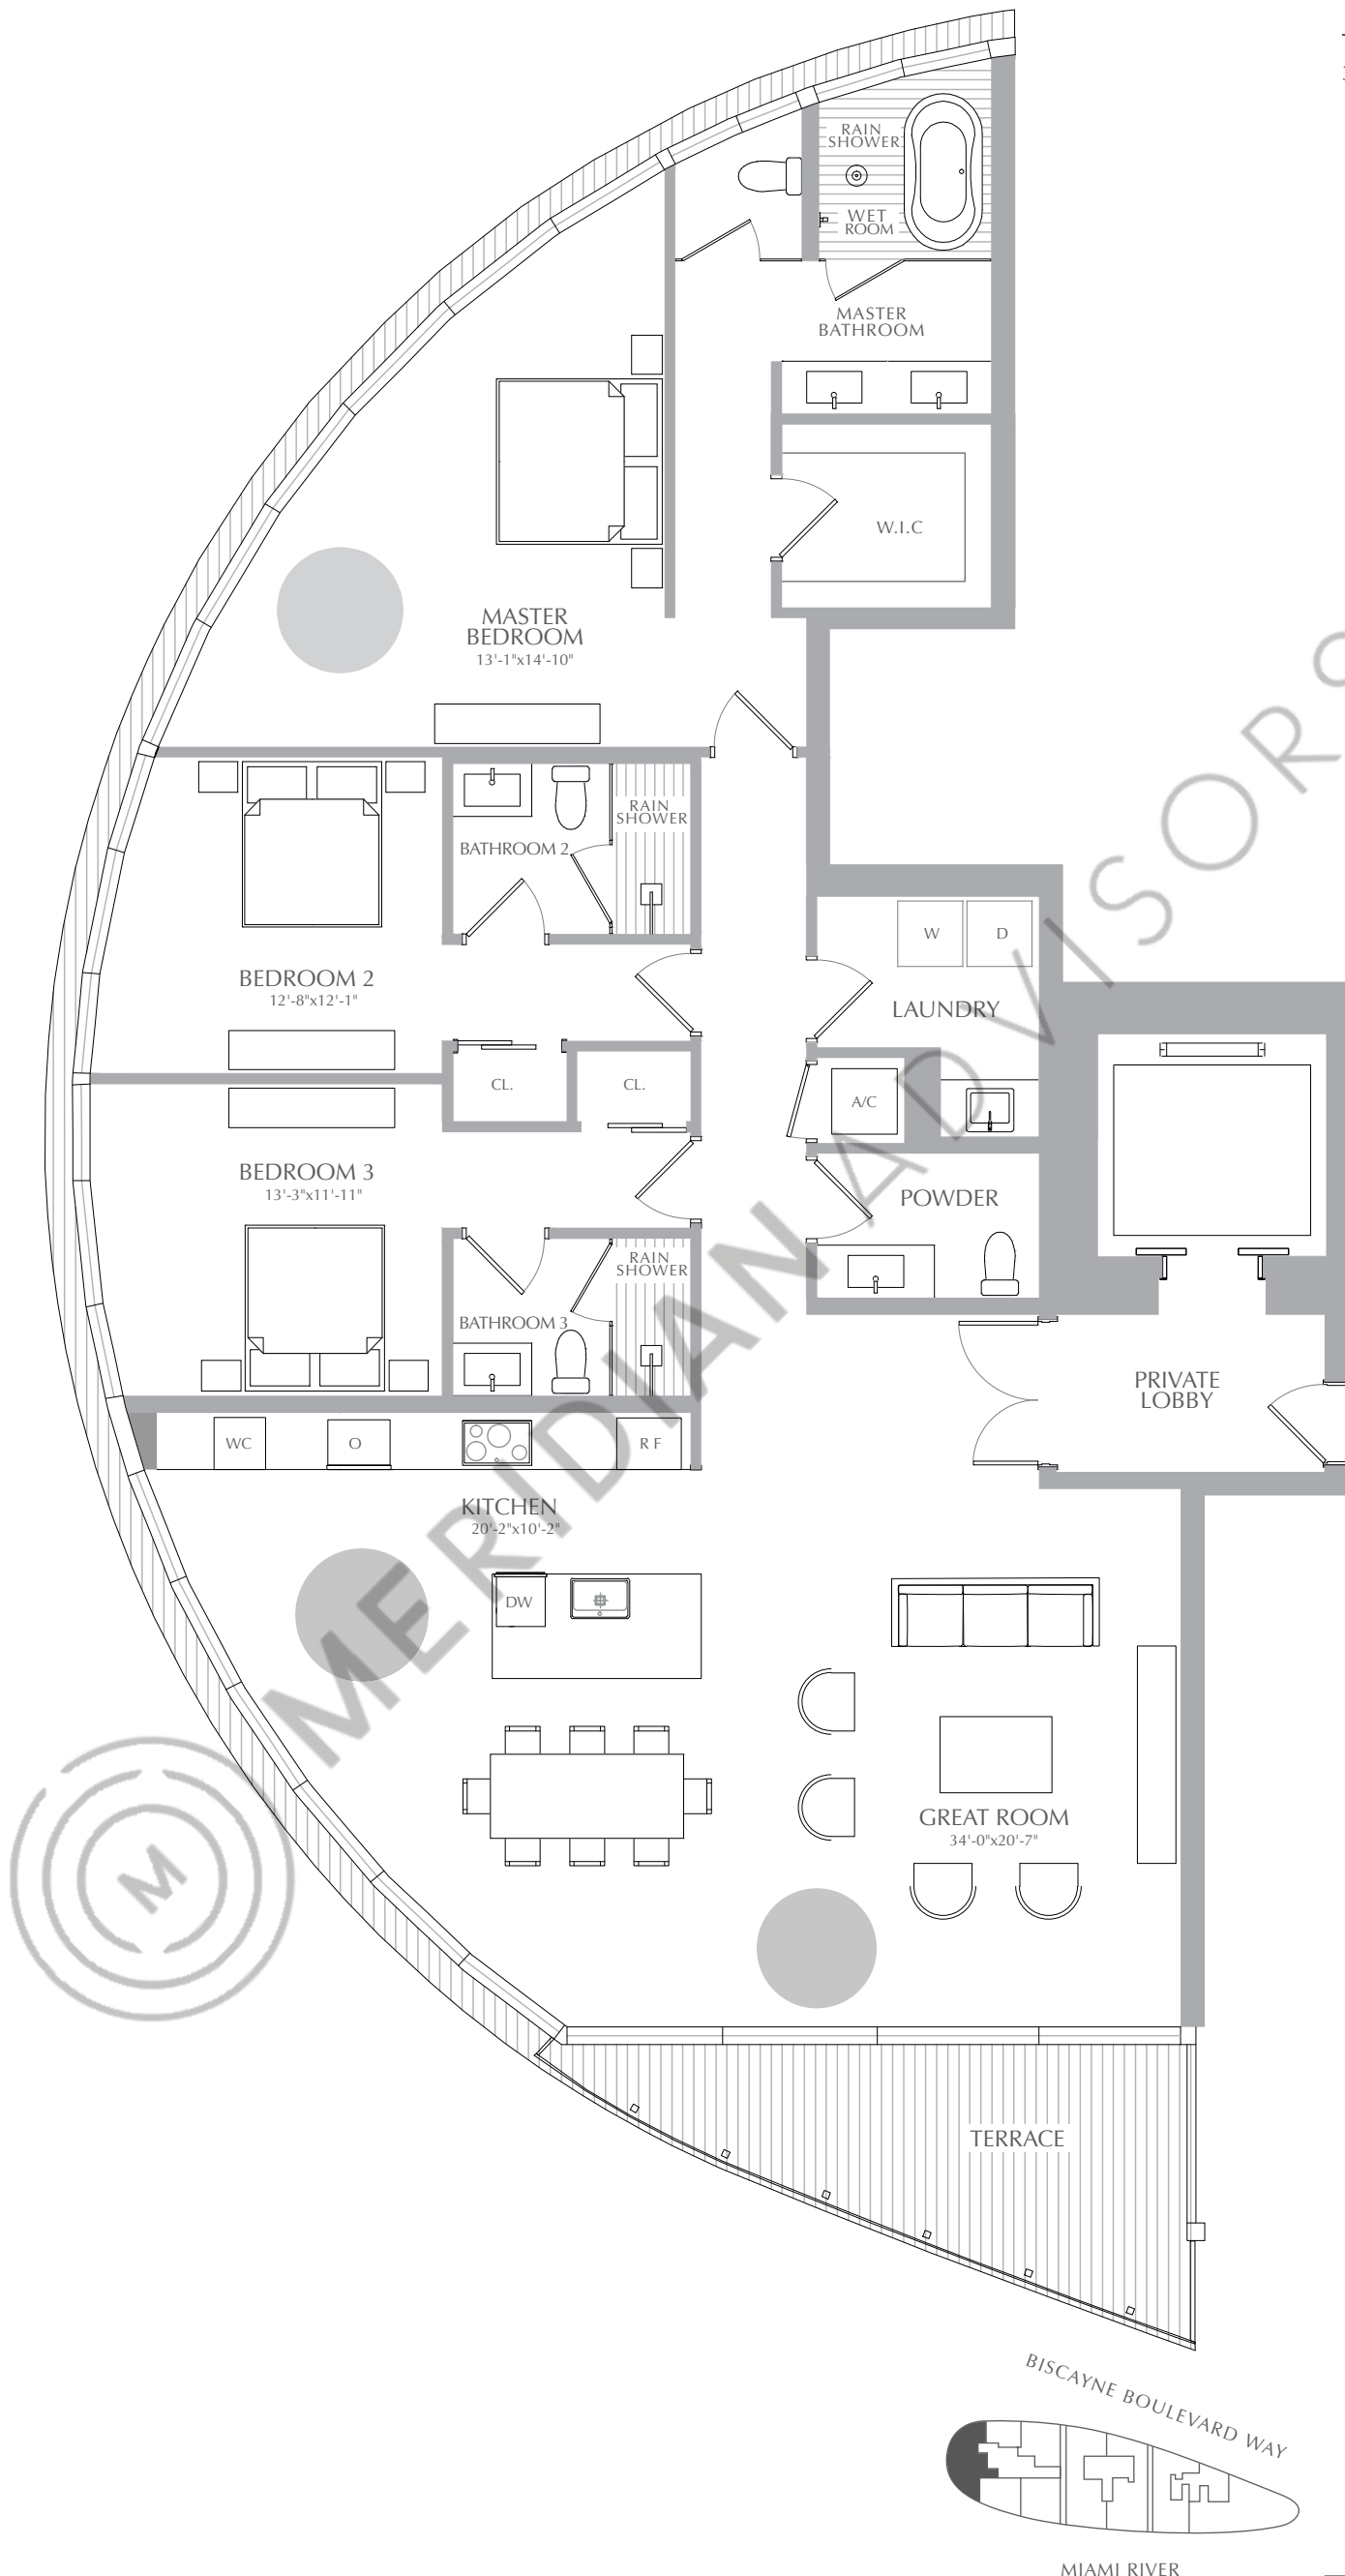 RAIN
SHOWER
WET
ROOM
MASTER
BATHROOM
W.I.C
MASTER
BEDROOM
13'-1"x14'-10"
RAIN
SHOWER
BATHROOM 2
W
D
BEDROOM 2
12'-8"x12'-1"
LAUNDRY
CL.
CL.
A/C
BEDROOM 3
13'-3"x11'-11"
POWDER
RAIN
SHOWER
BATHROOM 3
PRIVATE
LOBBY
WC
O
R F
KITCHEN
20'-2"x10'-2"
DW
GREAT ROOM
34'-0"x20'-7"
TERRACE
M MERIDIAN ADVISORS
BISCAYNE BOULEVARD WAY
MIAMI RIVER